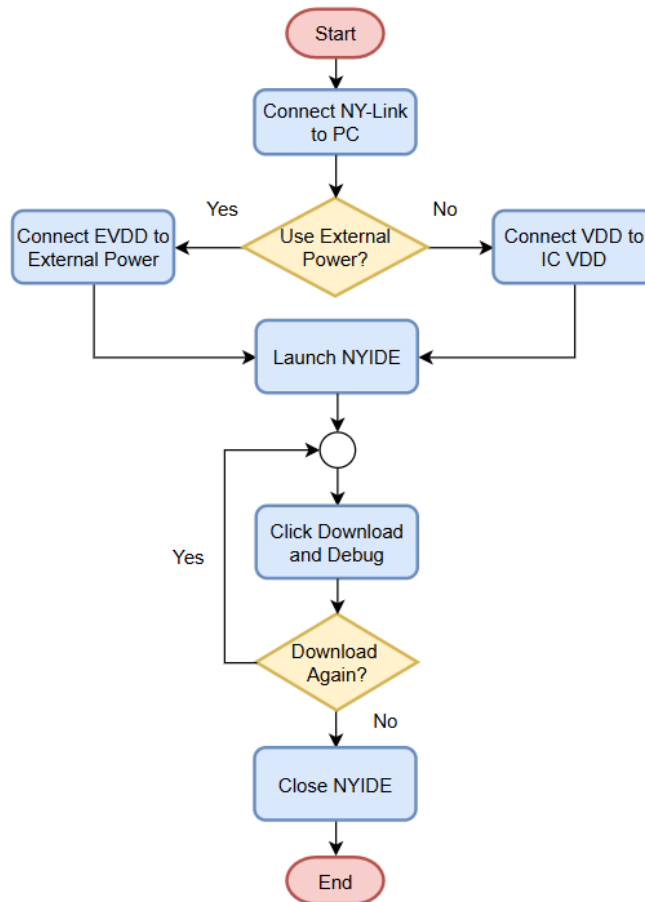 Start
Connect NY-Link
to PC
Yes
No
Connect EVDD to
External Power
Use External
Power?
Connect VDD to
IC VDD
Launch NYIDE
Click Download
and Debug
Yes
Download
Again?
No
Close NYIDE
End